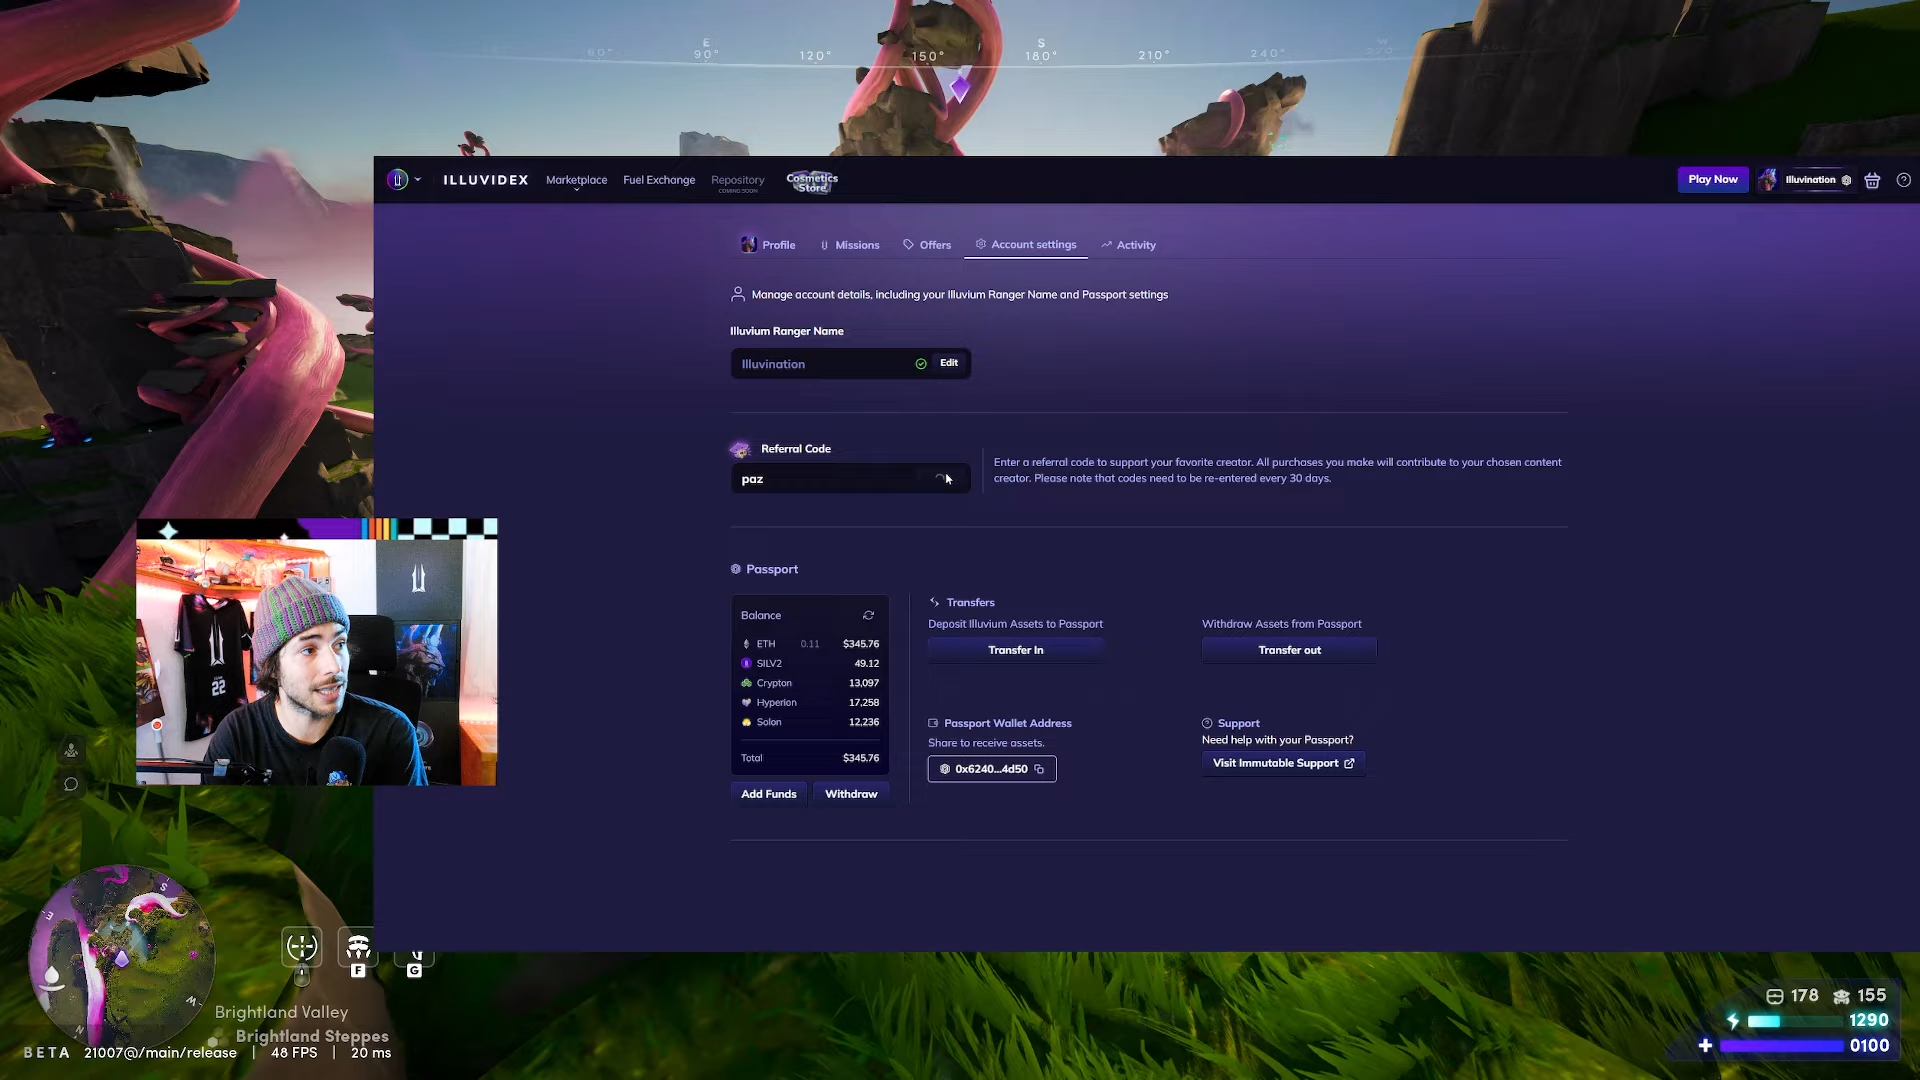 E
S
W
60°
90°
120°
150°
180°
210°
240°
ILLUVIDEX
Marketplace
Fuel Exchange
Repository
COMING SOON
Cosmetics
Store
Play Now
Illuvination
Profile
Missions
Offers
Account settings
Activity
Manage account details, including your Illuvium Ranger Name and Passport settings
Illuvium Ranger Name
Illuvination
Edit
Referral Code
paz
Enter a referral code to support your favorite creator. All purchases you make will contribute to your chosen content
creator. Please note that codes need to be re-entered every 30 days.
Passport
Balance
ETH 0.11 $345.76
SILV2 49.12
Crypton 13,097
Hyperion 17,258
Solon 12,236
Total $345.76
Add Funds
Withdraw
Transfers
Deposit Illuvium Assets to Passport
Transfer In
Withdraw Assets from Passport
Transfer out
Passport Wallet Address
Share to receive assets.
0x6240...4d50
Support
Need help with your Passport?
Visit Immutable Support
22
S
E
W
N
F
G
Brightland Valley
Brightland Steppes
BETA 21007@/main/release | 48 FPS | 20 ms
178 155
1290
0100